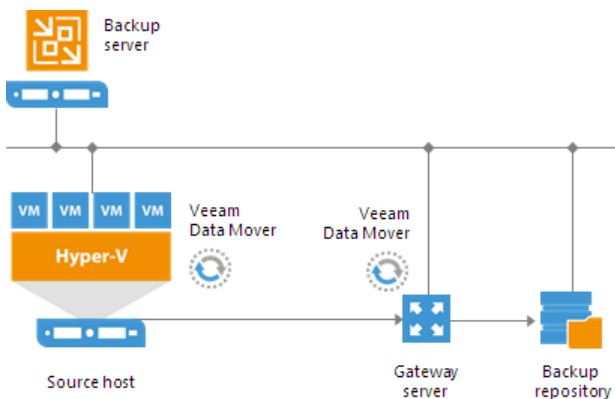 Backup
server
VM VM VM VM
Hyper-V
Veeam
Data Mover
Veeam
Data Mover
Source host
Gateway
server
Backup
repository